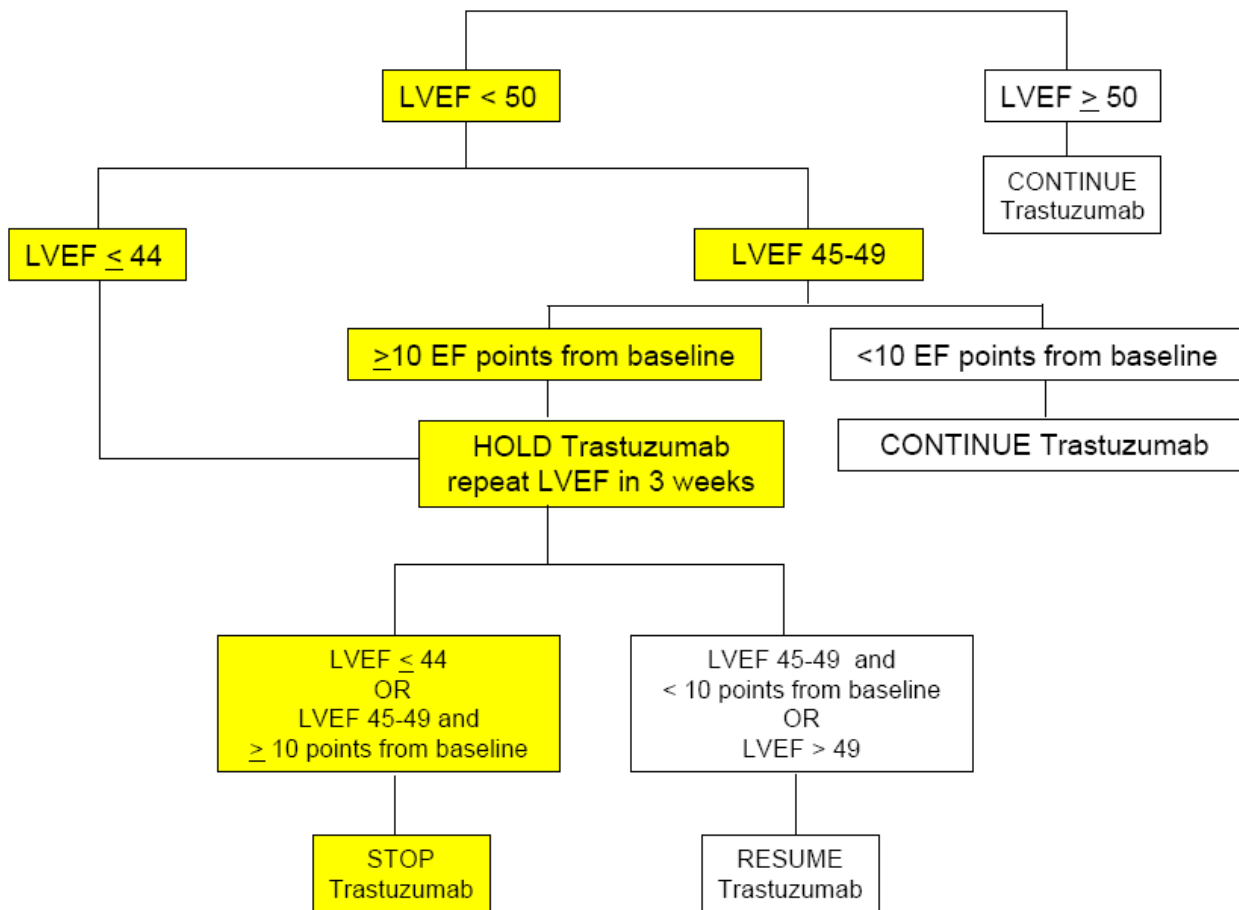 LVEF < 50
LVEF ≥ 50
CONTINUE
Trastuzumab
LVEF ≤ 44
LVEF 45-49
≥10 EF points from baseline
<10 EF points from baseline
HOLD Trastuzumab
repeat LVEF in 3 weeks
CONTINUE Trastuzumab
LVEF ≤ 44
OR
LVEF 45-49 and
≥ 10 points from baseline
LVEF 45-49 and
< 10 points from baseline
OR
LVEF > 49
STOP
Trastuzumab
RESUME
Trastuzumab